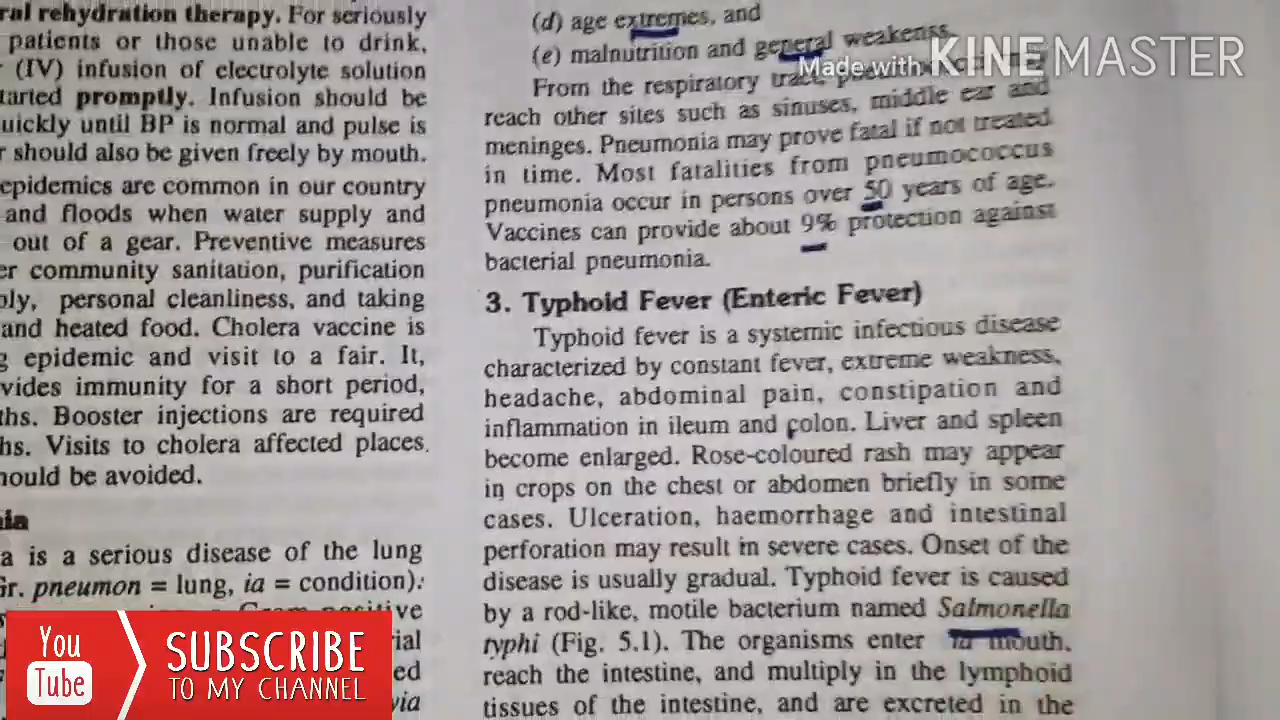 ral rehydration therapy. For seriously
patients or those unable to drink,
(IV) infusion of electrolyte solution
tarted promptly. Infusion should be
uickly until BP is normal and pulse is
r should also be given freely by mouth.
epidemics are common in our country
and floods when water supply and
out of a gear. Preventive measures
er community sanitation, purification
ply, personal cleanliness, and taking
and heated food. Cholera vaccine is
g epidemic and visit to a fair. It,
vides immunity for a short period,
ths. Booster injections are required
hs. Visits to cholera affected places
hould be avoided.
ia
a is a serious disease of the lung
Gr. pneumon = lung, ia = condition).
Gram positive
ial
ed
via
(d) age extremes, and
(e) malnutrition and general weakenss.
From the respiratory tract,
reach other sites such as sinuses, middle ear and
meninges. Pneumonia may prove fatal if not treated
in time. Most fatalities from pneumococcus
pneumonia occur in persons over 50 years of age.
Vaccines can provide about 9% protection against
bacterial pneumonia.
3. Typhoid Fever (Enteric Fever)
Typhoid fever is a systemic infectious disease
characterized by constant fever, extreme weakness,
headache, abdominal pain, constipation and
inflammation in ileum and colon. Liver and spleen
become enlarged. Rose-coloured rash may appear
in crops on the chest or abdomen briefly in some
cases. Ulceration, haemorrhage and intestinal
perforation may result in severe cases. Onset of the
disease is usually gradual. Typhoid fever is caused
by a rod-like, motile bacterium named Salmonella
typhi (Fig. 5.1). The organisms enter mouth,
reach the intestine, and multiply in the lymphoid
tissues of the intestine, and are excreted in the
Made with KINEMASTER
You
Tube
SUBSCRIBE
TO MY CHANNEL